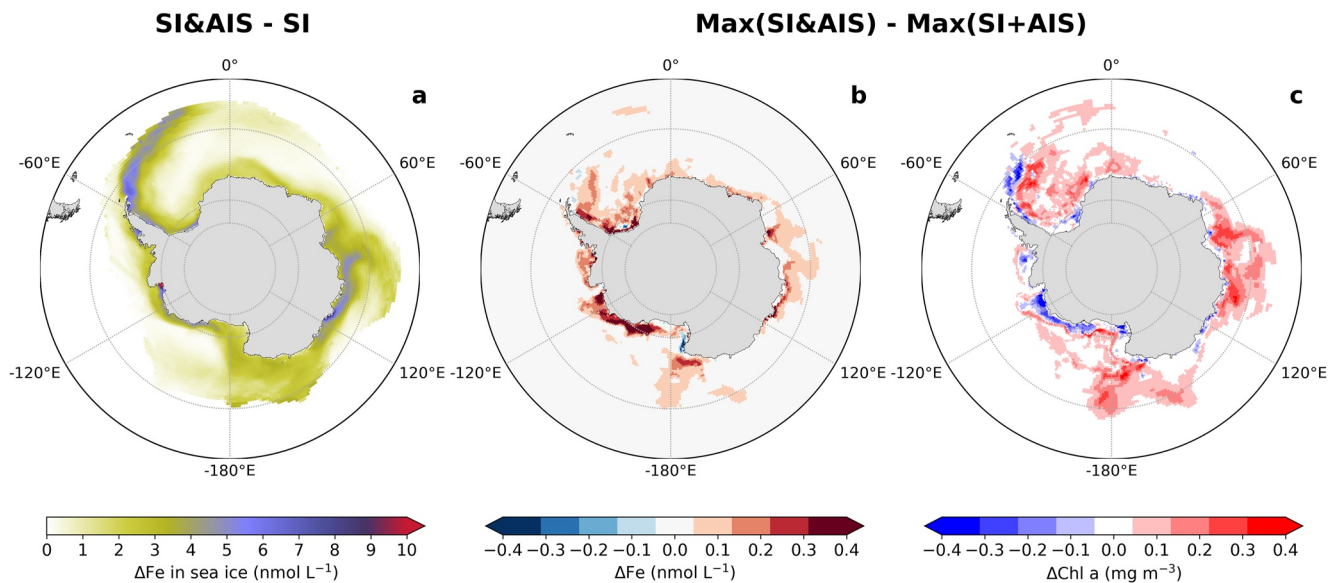 SI&AIS - SI
Max(SI&AIS) - Max(SI+AIS)
0°
0°
0°
a
b
c
-60°E
60°E
-60°E
60°E
-60°E
60°E
-120°E
120°E
-120°E
120°E
-120°E
120°E
-180°E
-180°E
-180°E
0 1 2 3 4 5 6 7 8 9 10
ΔFe in sea ice (nmol L⁻¹)
−0.4 −0.3 −0.2 −0.1 0.0 0.1 0.2 0.3 0.4
ΔFe (nmol L⁻¹)
−0.4 −0.3 −0.2 −0.1 0.0 0.1 0.2 0.3 0.4
ΔChl a (mg m⁻³)